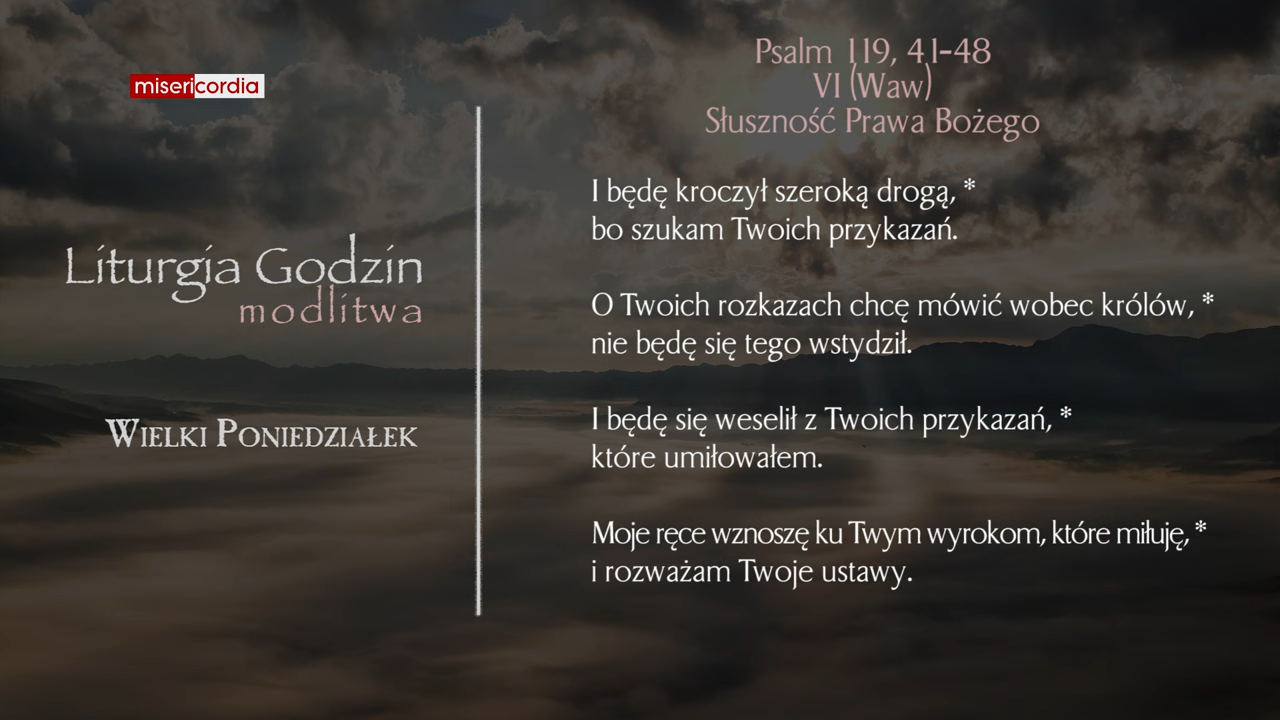 misericordia
Liturgia Godzin
modlitwa
Wielki Poniedziałek
Psalm 119, 41-48
VI (Waw)
Słuszność Prawa Bożego
I będę kroczył szeroką drogą, *
bo szukam Twoich przykazań.
O Twoich rozkazach chcę mówić wobec królów, *
nie będę się tego wstydził.
I będę się weselił z Twoich przykazań, *
które umiłowałem.
Moje ręce wznoszę ku Twym wyrokom, które miłuję, *
i rozważam Twoje ustawy.